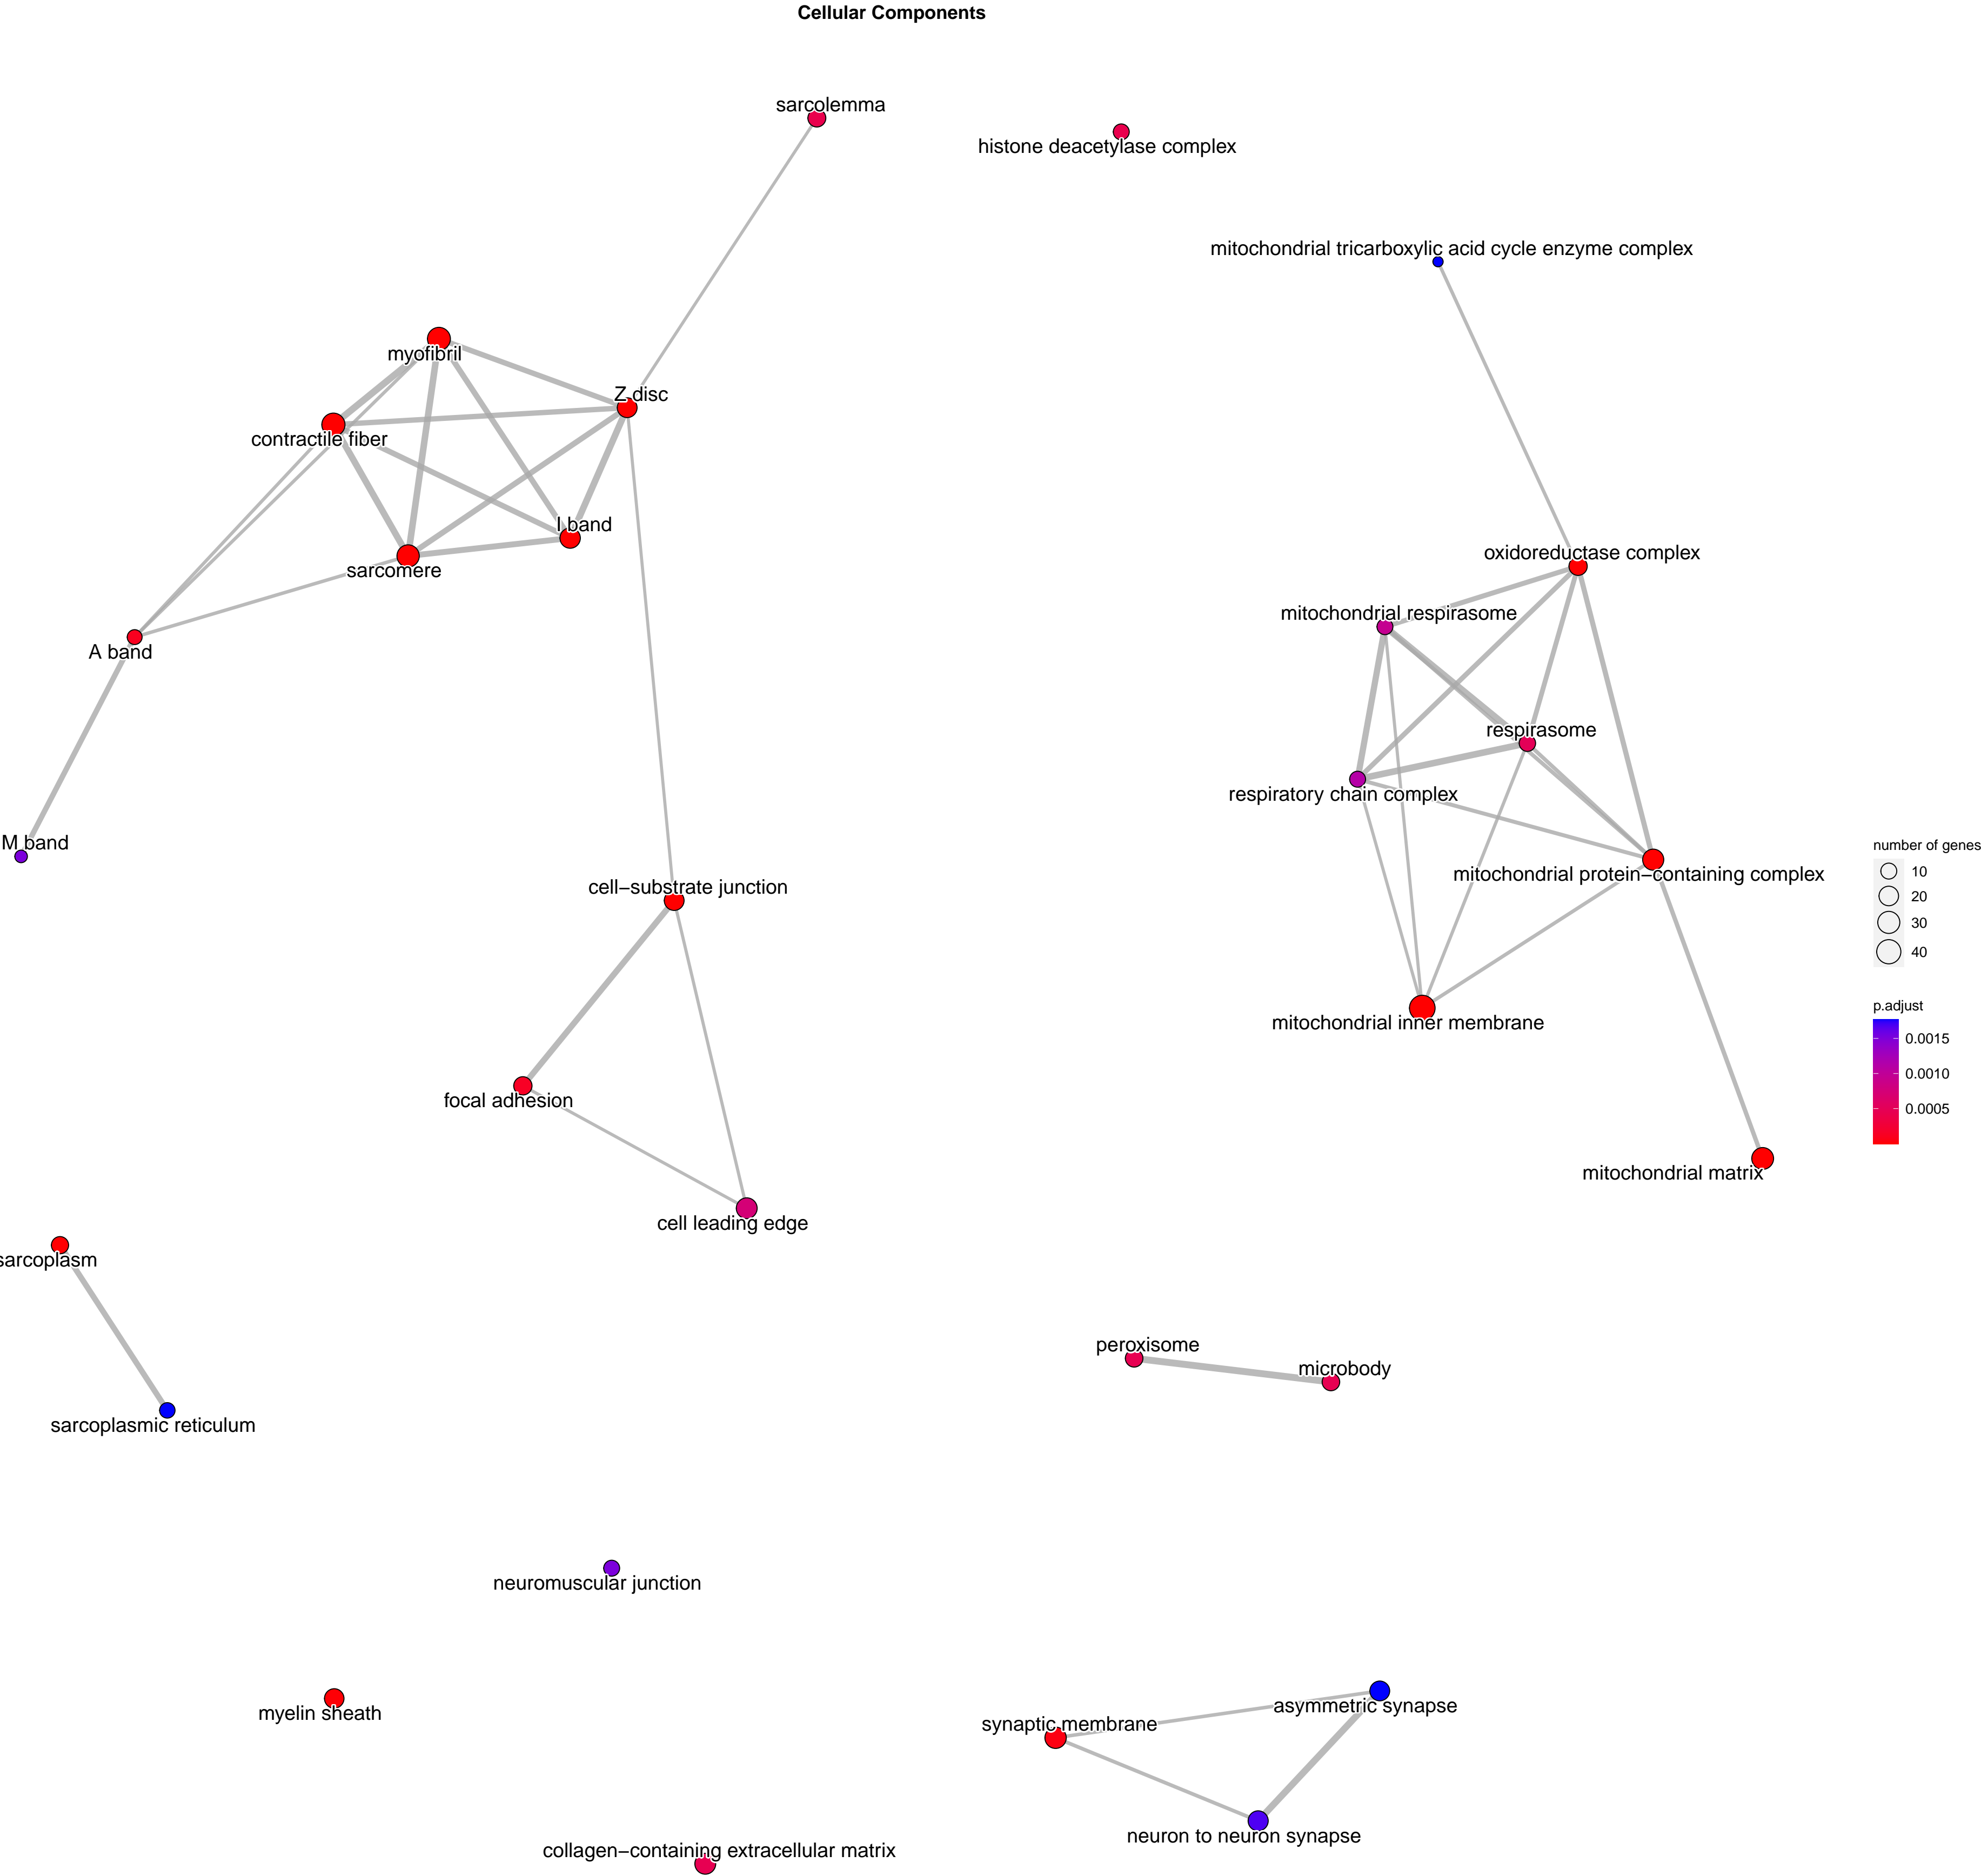 Cellular Components
sarcolemma
histone deacetylase complex
mitochondrial tricarboxylic acid cycle enzyme complex
myofibril
Z disc
contractile fiber
I band
sarcomere
oxidoreductase complex
mitochondrial respirasome
A band
respirasome
respiratory chain complex
M band
number of genes
10
20
30
40
mitochondrial protein−containing complex
cell−substrate junction
p.adjust
0.0015
0.0010
0.0005
mitochondrial inner membrane
focal adhesion
mitochondrial matrix
cell leading edge
sarcoplasm
peroxisome
microbody
sarcoplasmic reticulum
neuromuscular junction
myelin sheath
asymmetric synapse
synaptic membrane
neuron to neuron synapse
collagen−containing extracellular matrix